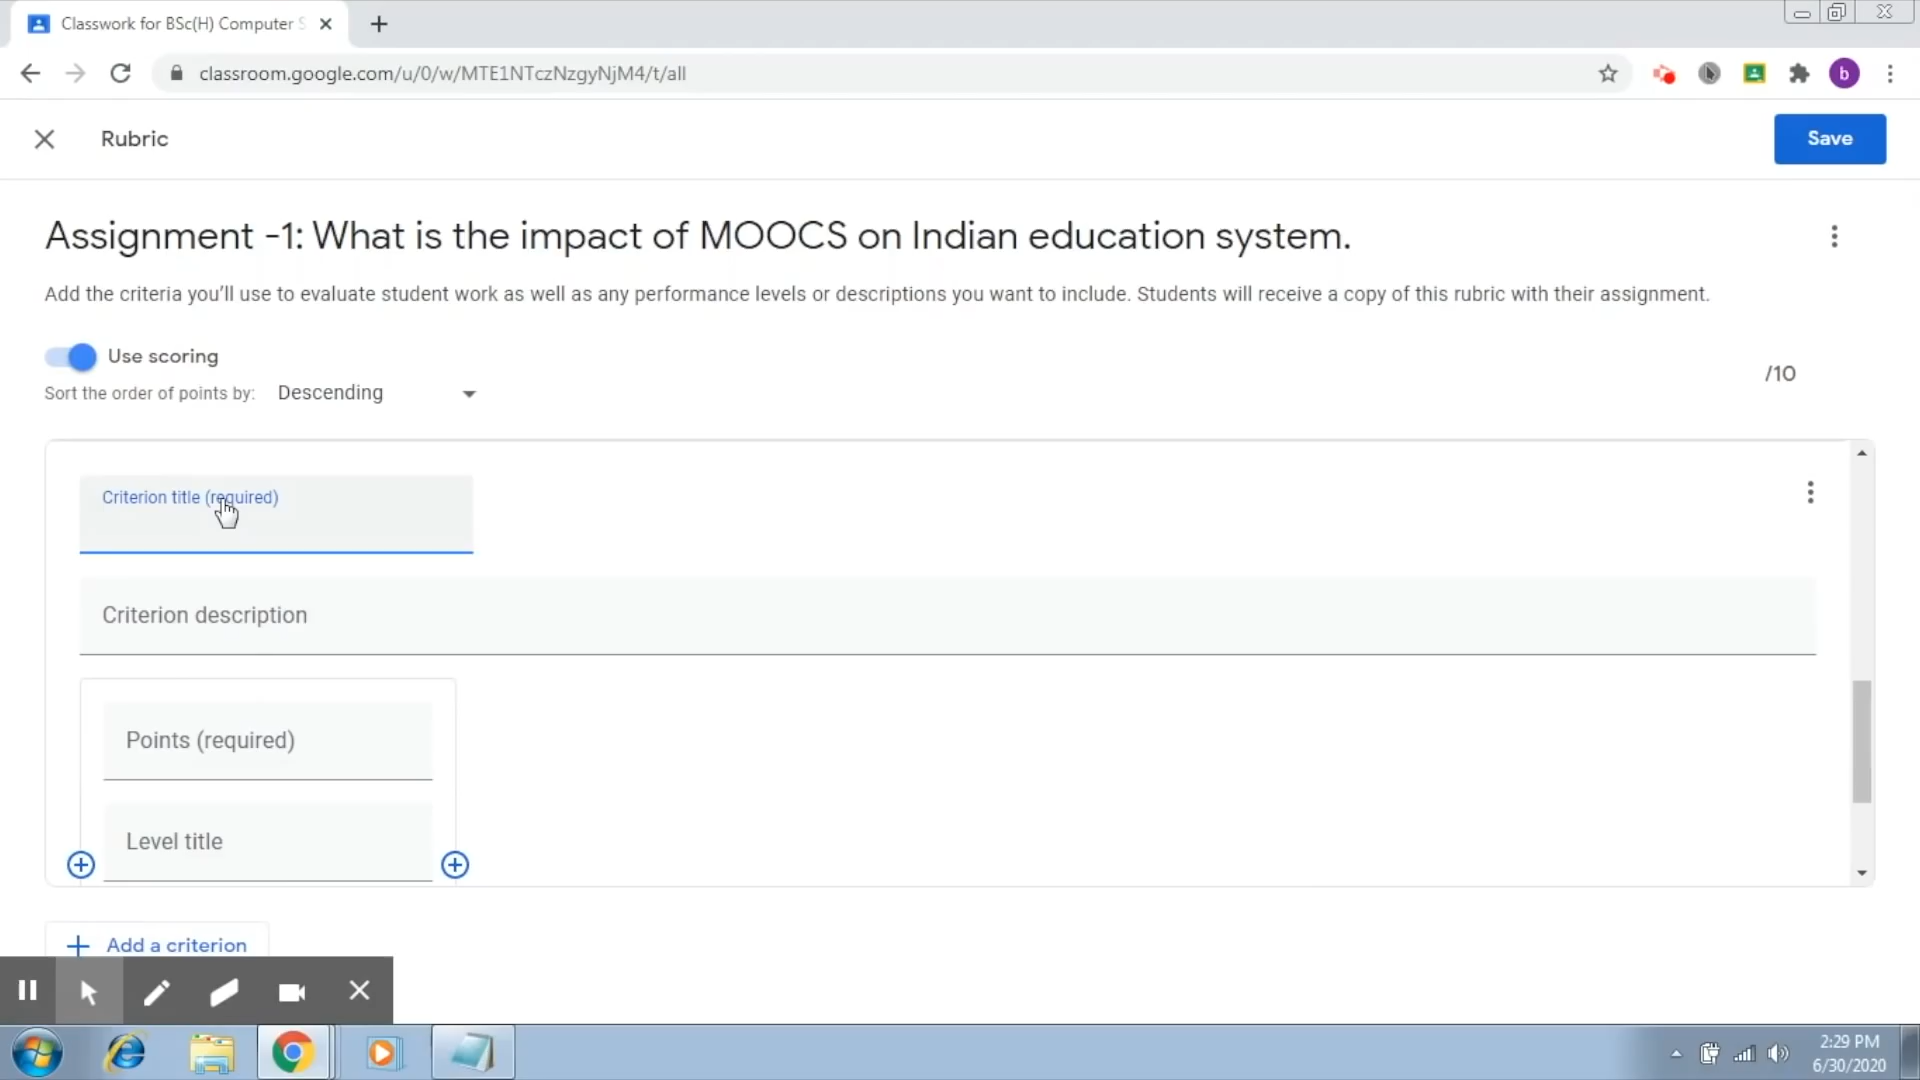 Classwork for BSc(H) Computer S
classroom.google.com/u/0/w/MTE1NTczNzgyNjM4/t/all
b
Rubric
Save
Assignment -1: What is the impact of MOOCS on Indian education system.
Add the criteria you'll use to evaluate student work as well as any performance levels or descriptions you want to include. Students will receive a copy of this rubric with their assignment.
Use scoring
Sort the order of points by: Descending
/10
Criterion title (required)
Criterion description
Points (required)
Level title
Add a criterion
2:29 PM
6/30/2020